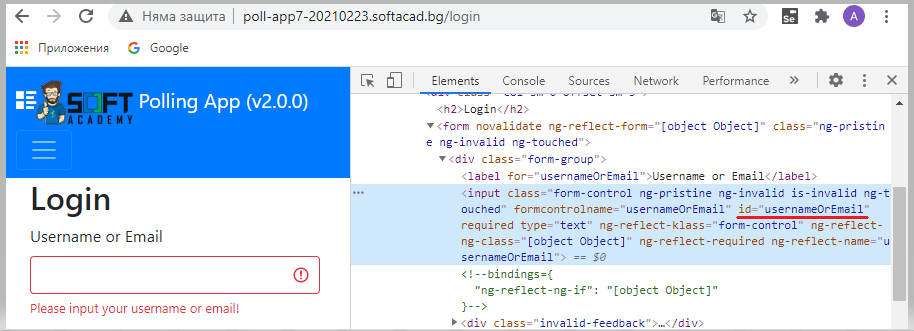 Няма защита | poll-app7-20210223.softacad.bg/login
Se
A
Приложения
Google
SOFT
ACADEMY
Polling App (v2.0.0)
Login
Username or Email
Please input your username or email!
Elements Console Sources Network Performance »
<h2>Login</h2>
▼<form novalidate ng-reflect-form="[object Object]" class="ng-pristin
e ng-invalid ng-touched">
▼<div class="form-group">
<label for="usernameOrEmail">Username or Email</label>
… <input class="form-control ng-pristine ng-invalid is-invalid ng-to
uched" formcontrolname="usernameOrEmail" id="usernameOrEmail"
required type="text" ng-reflect-klass="form-control" ng-reflect-
ng-class="[object Object]" ng-reflect-required ng-reflect-name="u
sernameOrEmail"> == $0
<!--bindings={
"ng-reflect-ng-if": "[object Object]"
}-->
▶<div class="invalid-feedback">…</div>